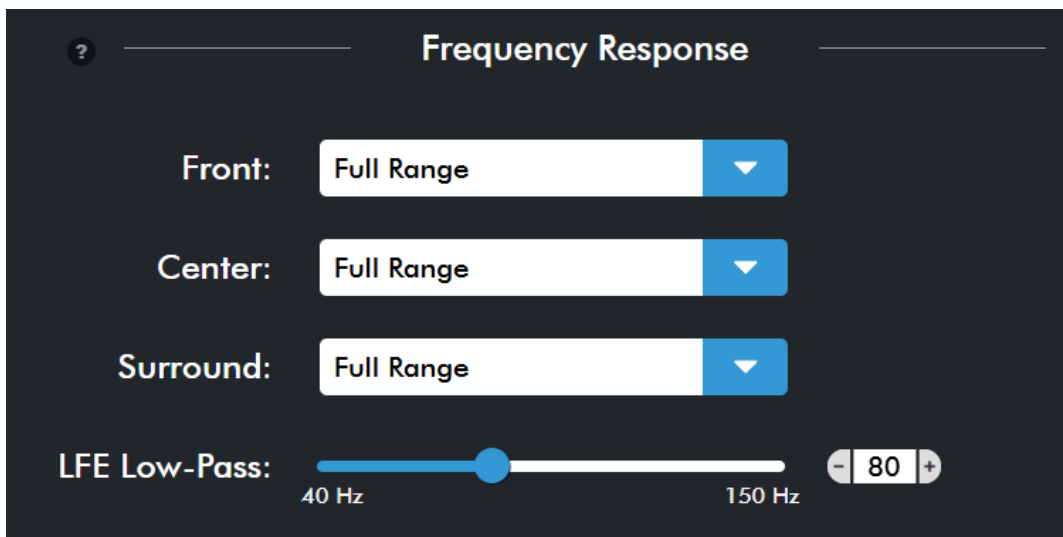 ? Frequency Response
Front: Full Range
Center: Full Range
Surround: Full Range
LFE Low-Pass: - 80 +
40 Hz 150 Hz